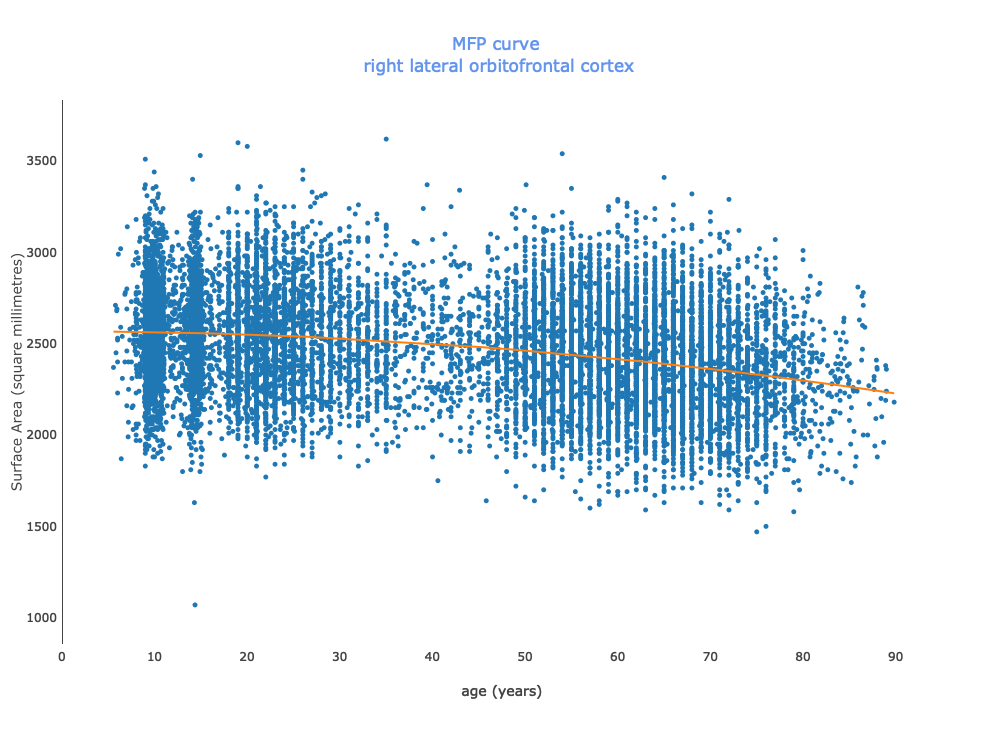 MFP curve
right lateral orbitofrontal cortex
Surface Area (square millimetres)
3500
3000
2500
2000
1500
1000
0 10 20 30 40 50 60 70 80 90
age (years)